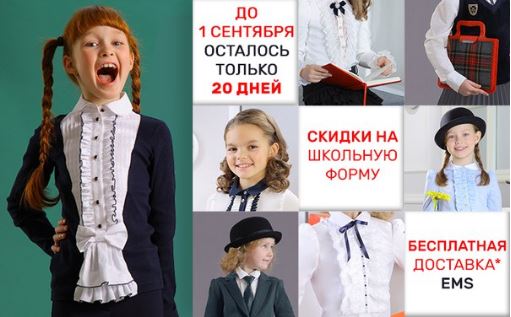 ДО
1 СЕНТЯБРЯ
ОСТАЛОСЬ
ТОЛЬКО
20 ДНЕЙ
СКИДКИ НА
ШКОЛЬНУЮ
ФОРМУ
БЕСПЛАТНАЯ
ДОСТАВКА*
EMS